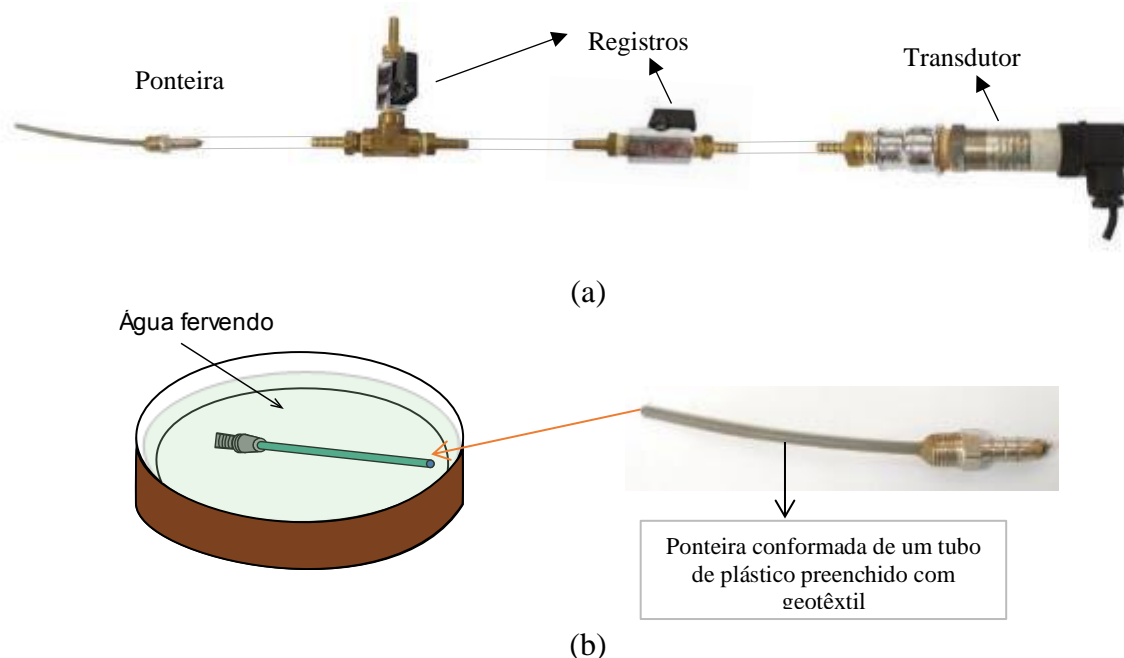 Registros
Transdutor
Ponteira
(a)
Água fervendo
Ponteira conformada de um tubo
de plástico preenchido com
geotêxtil
(b)